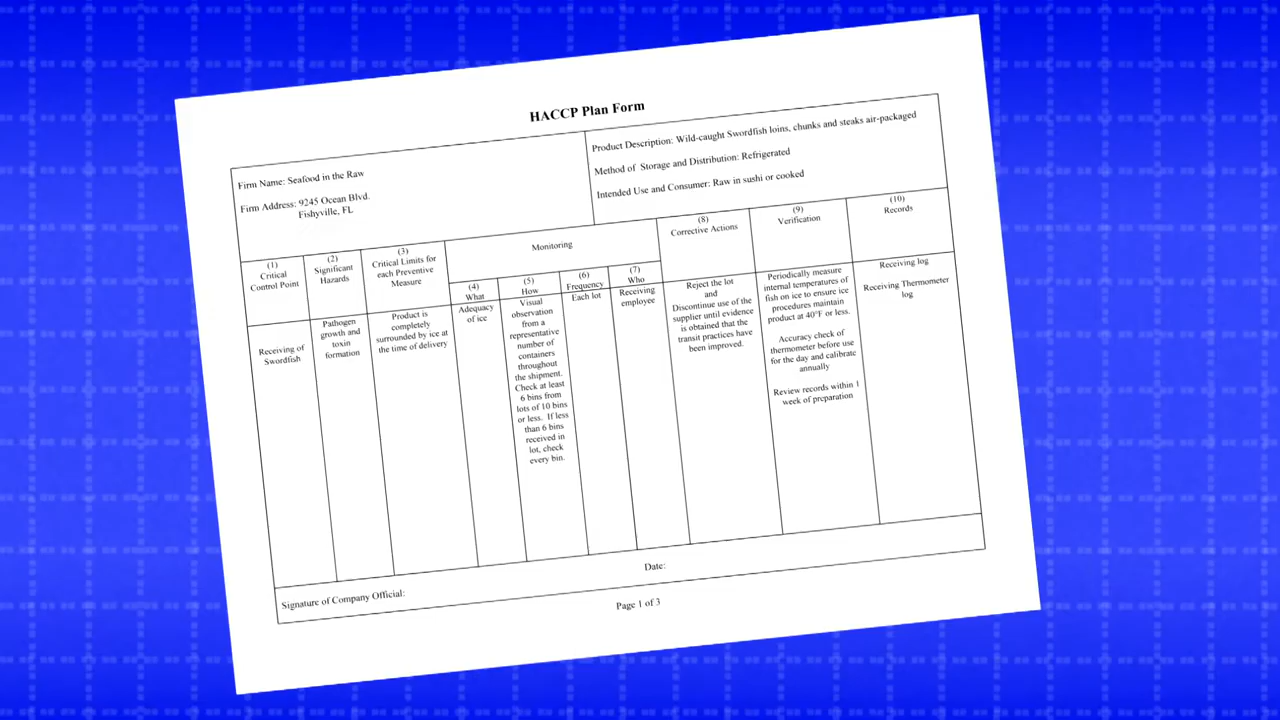 HACCP Plan Form
Firm Name: Seafood in the Raw
Firm Address: 9245 Ocean Blvd.
Fishyville, FL
Product Description: Wild-caught Swordfish loins, chunks and steaks air-packaged
Method of Storage and Distribution: Refrigerated
Intended Use and Consumer: Raw in sushi or cooked
(1)
Critical
Control Point
(2)
Significant
Hazards
(3)
Critical Limits for
each Preventive
Measure
Monitoring
(4)
What
(5)
How
(6)
Frequency
(7)
Who
(8)
Corrective Actions
(9)
Verification
(10)
Records
Receiving of
Swordfish
Pathogen
growth and
toxin
formation
Product is
completely
surrounded by ice at
the time of delivery
Adequacy
of ice
Visual
observation
from a
representative
number of
containers
throughout
the shipment.
Check at least
6 bins from
lots of 10 bins
or less. If less
than 6 bins
received in
lot, check
every bin.
Each lot
Receiving
employee
Reject the lot
and
Discontinue use of the
supplier until evidence
is obtained that the
transit practices have
been improved.
Periodically measure
internal temperatures of
fish on ice to ensure ice
procedures maintain
product at 40°F or less.
Accuracy check of
thermometer before use
for the day and calibrate
annually
Review records within 1
week of preparation
Receiving log
Receiving Thermometer
log
Signature of Company Official:
Date:
Page 1 of 3